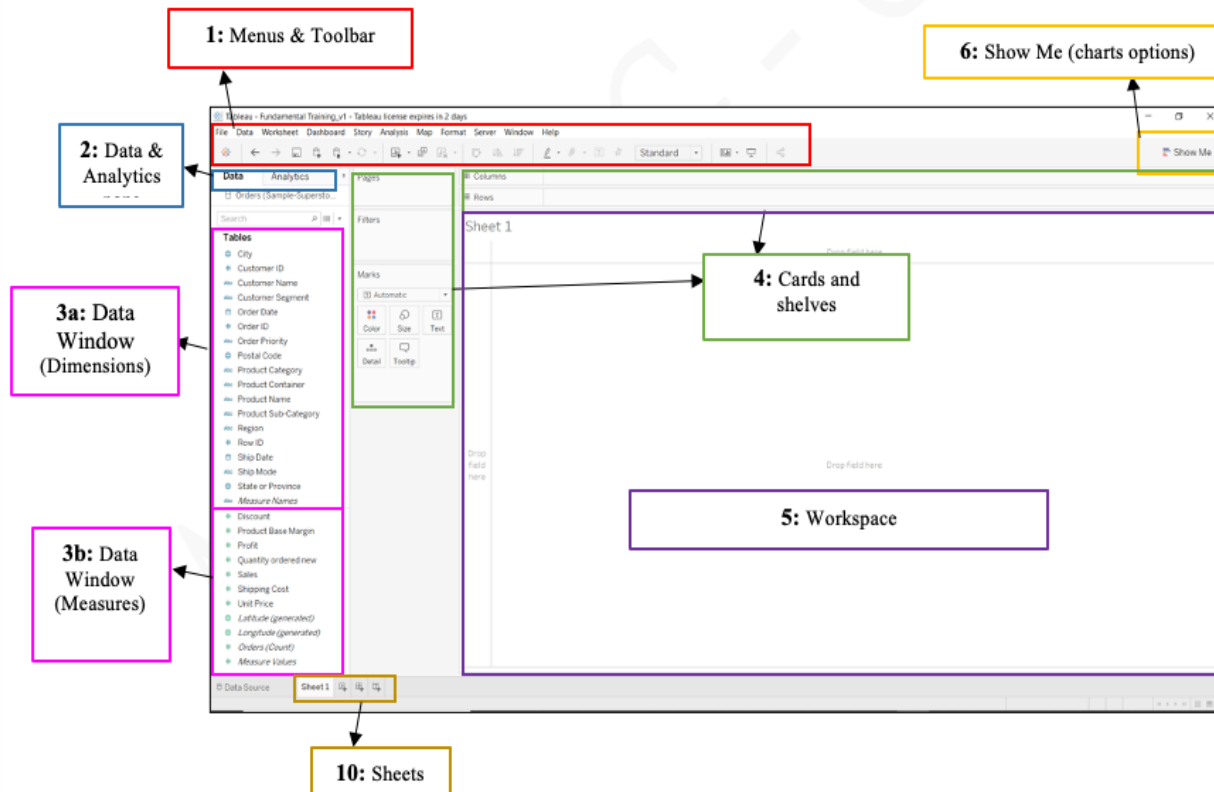 1: Menus & Toolbar
6: Show Me (charts options)
Tableau - Fundamental Training_v1 - Tableau license expires in 2 days
File Data Worksheet Dashboard Story Analysis Map Format Server Window Help
2: Data &
Analytics
Standard
Show Me
Data Analytics
Pages
Columns
Orders (Sample-Supersto...
Rows
Search
Filters
Sheet 1
Tables
Drop field here
City
Customer ID
Customer Name
Customer Segment
Order Date
Order ID
Order Priority
Postal Code
Product Category
Product Container
Product Name
Product Sub-Category
Region
Row ID
Ship Date
Ship Mode
State or Province
Measure Names
Marks
Automatic
Color Size Text
Detail Tooltip
4: Cards and
shelves
3a: Data
Window
(Dimensions)
Drop
field
here
Drop field here
5: Workspace
Discount
Product Base Margin
Profit
Quantity ordered new
Sales
Shipping Cost
Unit Price
Latitude (generated)
Longitude (generated)
Orders (Count)
Measure Values
3b: Data
Window
(Measures)
Data Source Sheet 1
10: Sheets